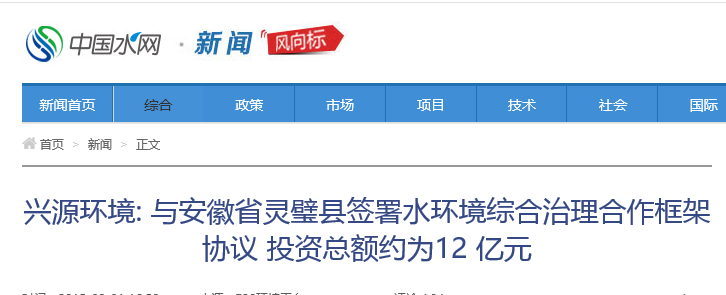 中国水网 · 新闻 风向标
新闻首页 综合 政策 市场 项目 技术 社会 国际
首页 > 新闻 > 正文
兴源环境: 与安徽省灵璧县签署水环境综合治理合作框架
协议 投资总额约为12 亿元